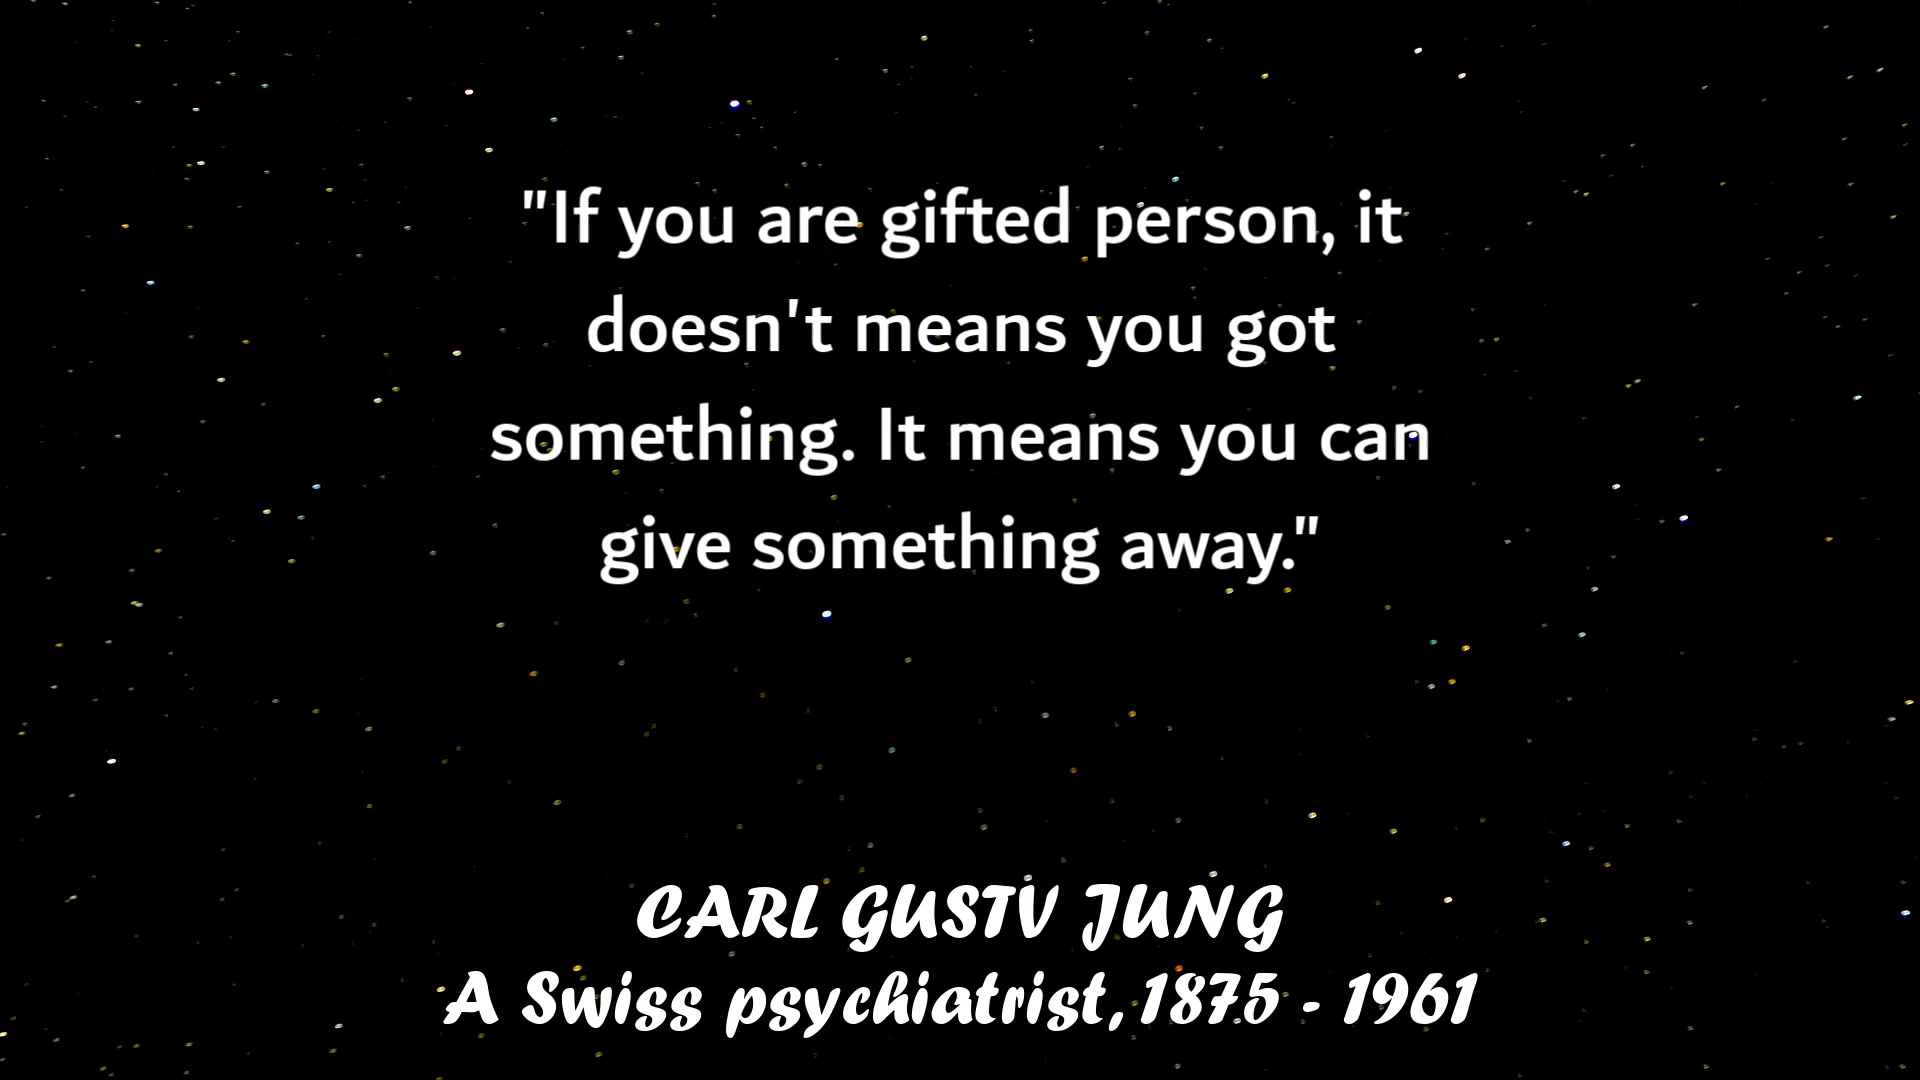 "If you are gifted person, it
doesn't means you got
something. It means you can
give something away."
CARL GUSTV JUNG
A Swiss psychiatrist, 1875 - 1961